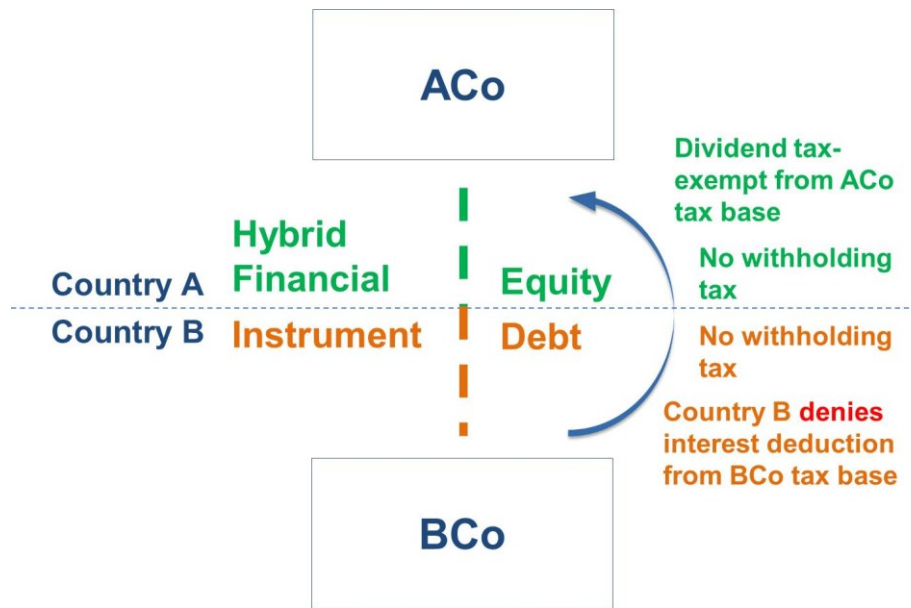 ACo
Dividend tax-
exempt from ACo
tax base
Hybrid
Financial
No withholding
tax
Country A
Equity
Country B
Instrument
Debt
No withholding
tax
Country B denies
interest deduction
from BCo tax base
BCo